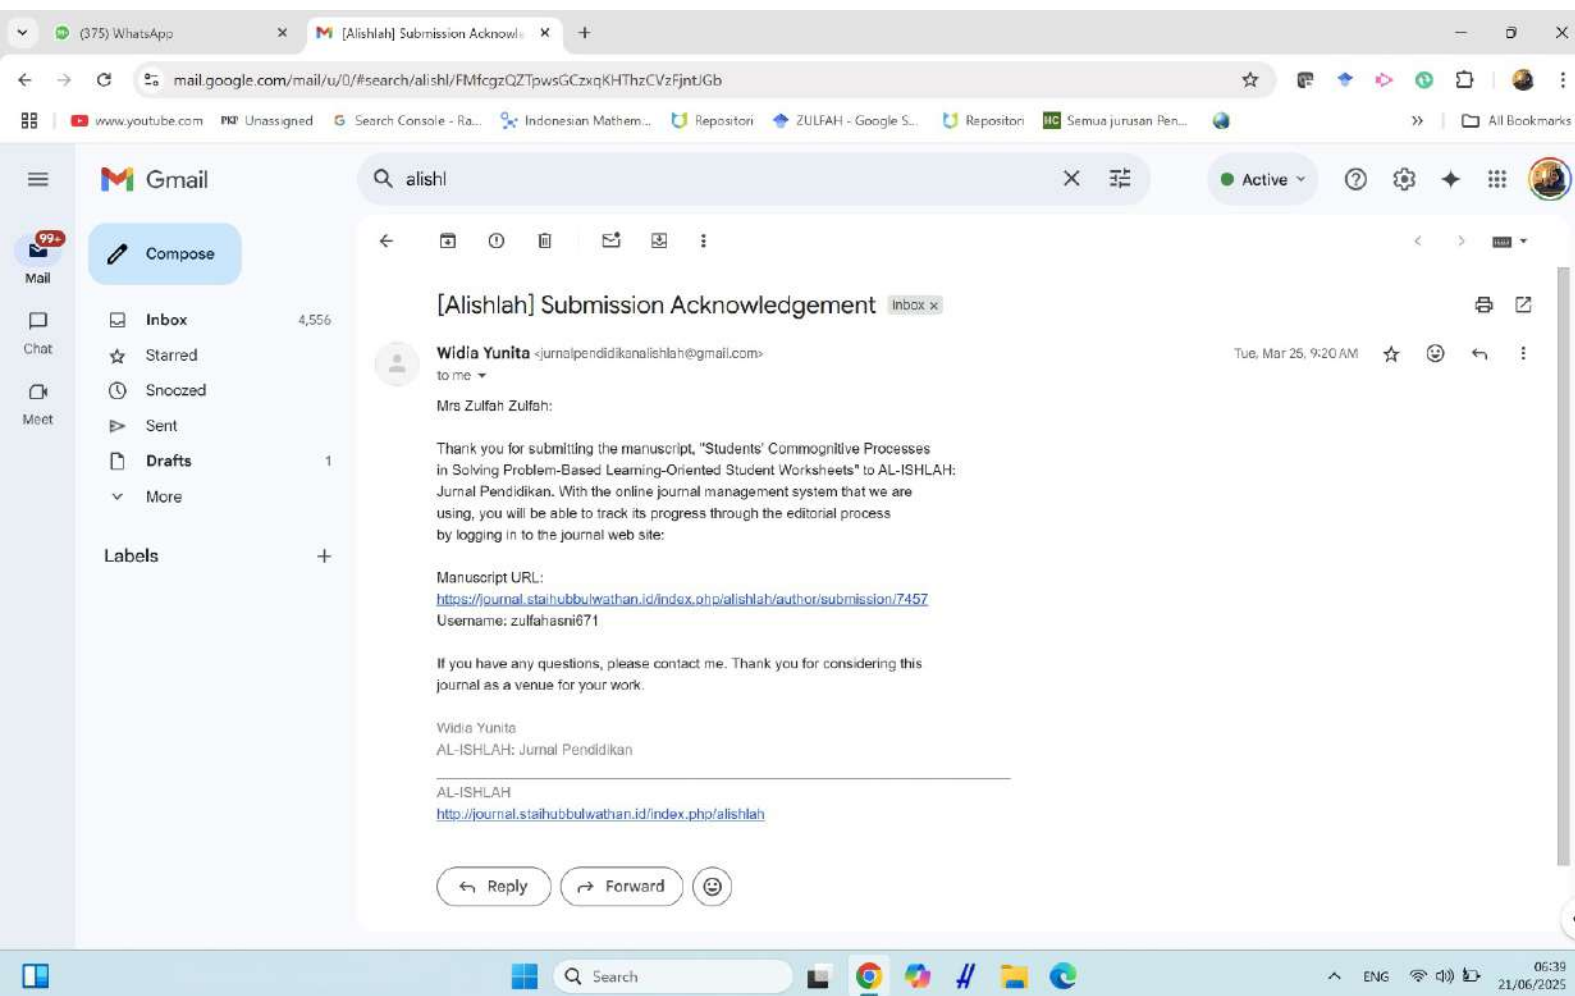 (375) WhatsApp
[Alishlah] Submission Acknowle
mail.google.com/mail/u/0/#search/alishl/FMfcgzQZTpwsGCzxqKHThzCVzFjntJGb
www.youtube.com
PKP Unassigned
G Search Console - Ra...
Indonesian Mathem...
Repositori
ZULFAH - Google S...
Repositori
HC Semua jurusan Pen...
All Bookmarks
Gmail
alishl
Active
99+
Mail
Chat
Meet
Compose
Inbox 4,556
Starred
Snoozed
Sent
Drafts 1
More
Labels
[Alishlah] Submission Acknowledgement Inbox x
Widia Yunita <jurnalpendidikanalishlah@gmail.com>
Tue, Mar 25, 9:20 AM
to me
Mrs Zulfah Zulfah:
Thank you for submitting the manuscript, "Students' Commognitive Processes
in Solving Problem-Based Learning-Oriented Student Worksheets" to AL-ISHLAH:
Jurnal Pendidikan. With the online journal management system that we are
using, you will be able to track its progress through the editorial process
by logging in to the journal web site:
Manuscript URL:
https://journal.staihubbulwathan.id/index.php/alishlah/author/submission/7457
Username: zulfahasni671
If you have any questions, please contact me. Thank you for considering this
journal as a venue for your work.
Widia Yunita
AL-ISHLAH: Jurnal Pendidikan
AL-ISHLAH
http://journal.staihubbulwathan.id/index.php/alishlah
Reply
Forward
Search
ENG
06:39
21/06/2025